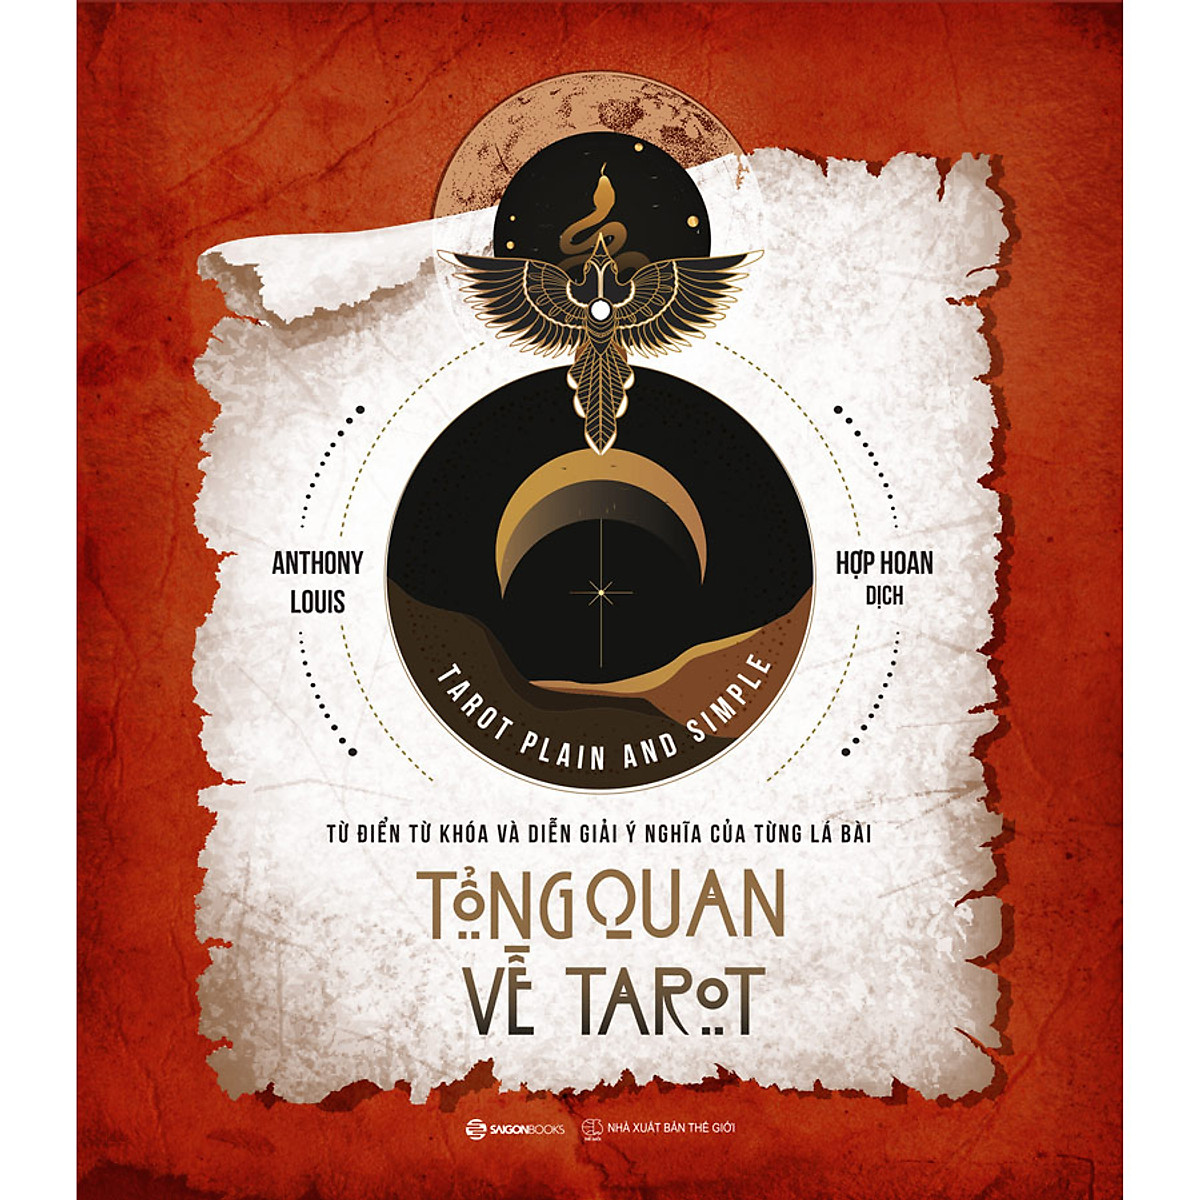 ANTHONY
LOUIS
HỢP HOAN
DỊCH
TAROT PLAIN AND SIMPLE
TỪ ĐIỂN TỪ KHÓA VÀ DIỄN GIẢI Ý NGHĨA CỦA TỪNG LÁ BÀI
TỔNG QUAN
VỀ TAROT
SAIGONBOOKS
NHÀ XUẤT BẢN THẾ GIỚI